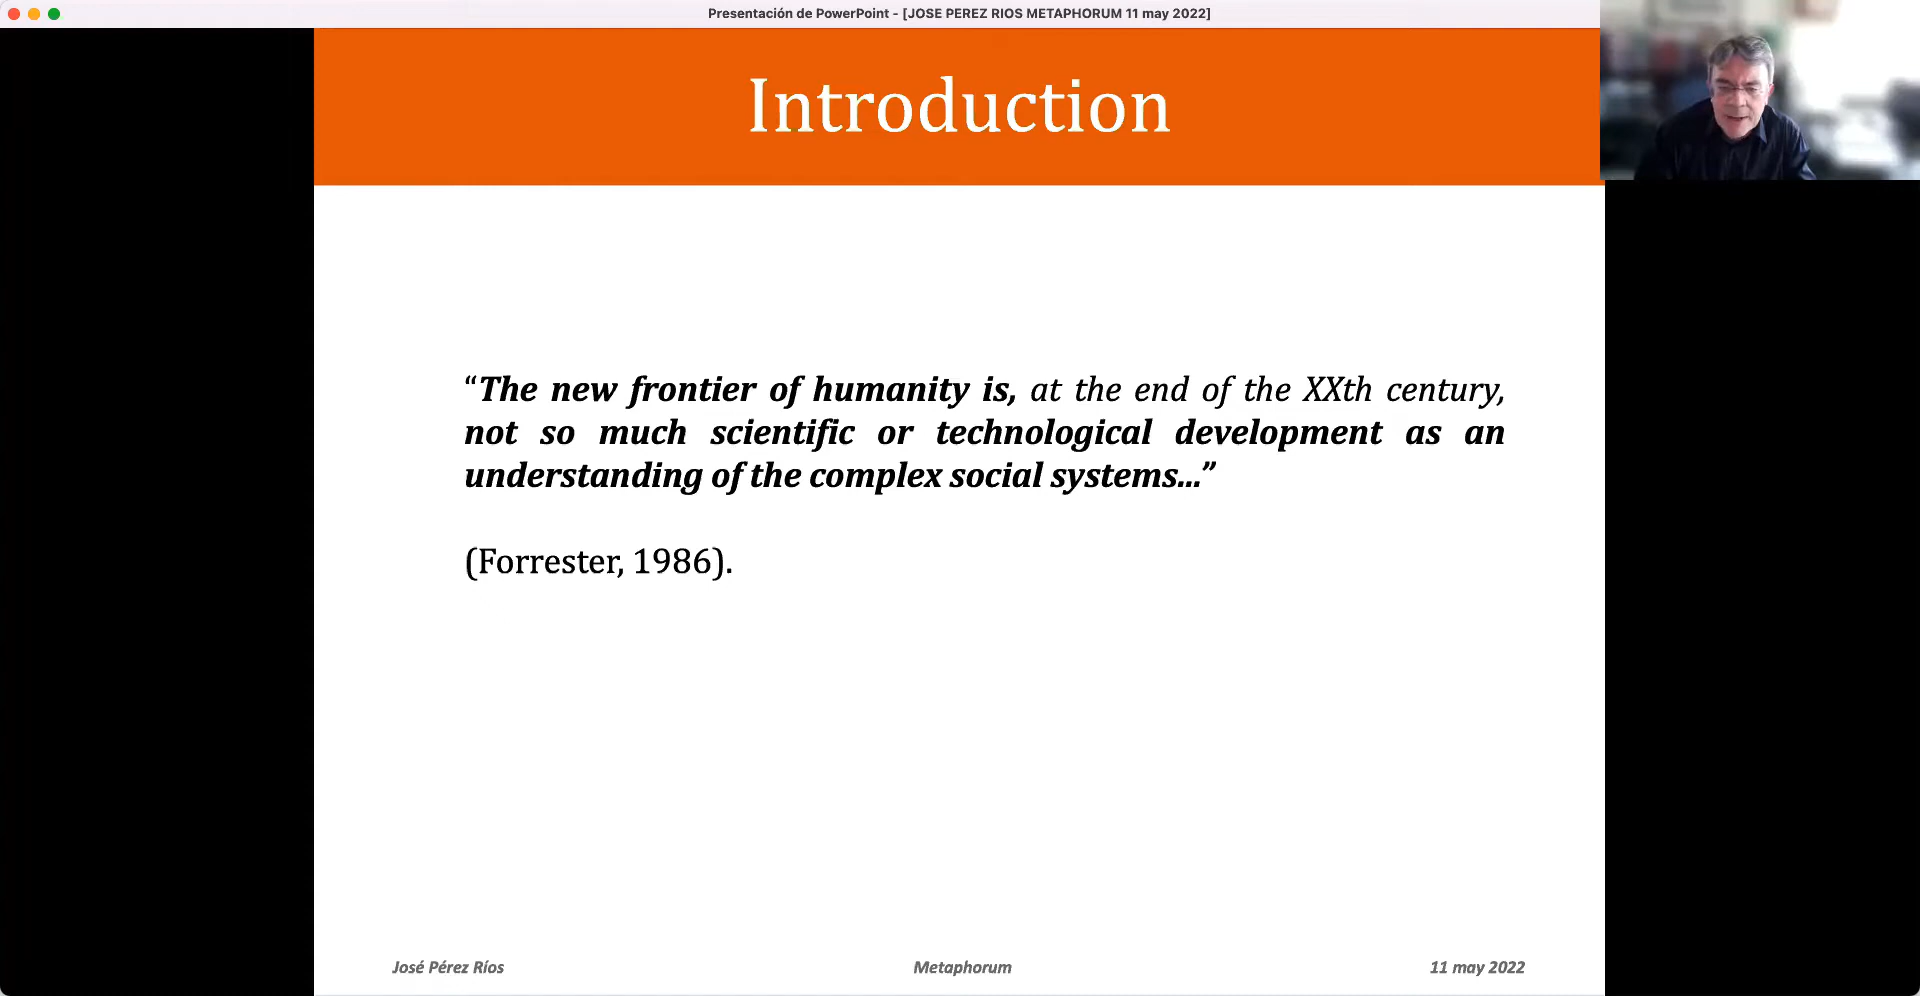 Presentación de PowerPoint - [JOSE PEREZ RIOS METAPHORUM 11 may 2022]
Introduction
“The new frontier of humanity is, at the end of the XXth century,
not so much scientific or technological development as an
understanding of the complex social systems...”
(Forrester, 1986).
José Pérez Ríos
Metaphorum
11 may 2022